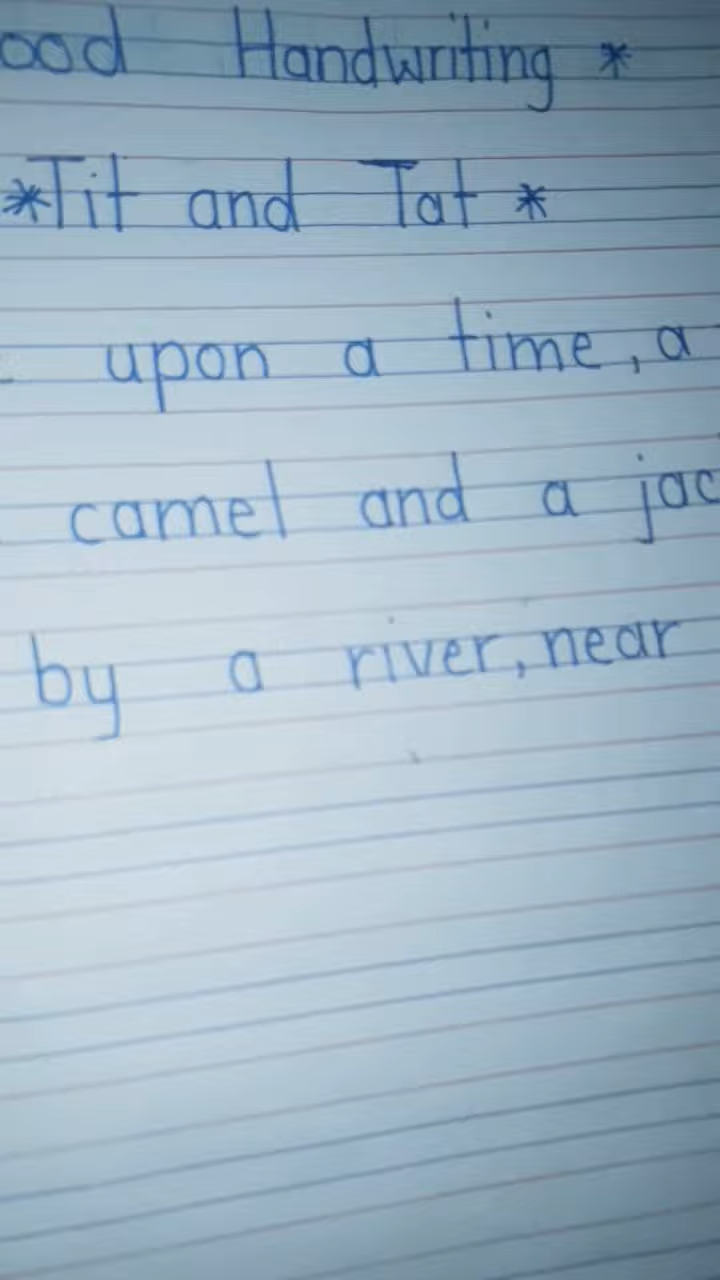 ood Handwriting *
*Tit and Tat *
upon a time, a
camel and a jac
by a river, near